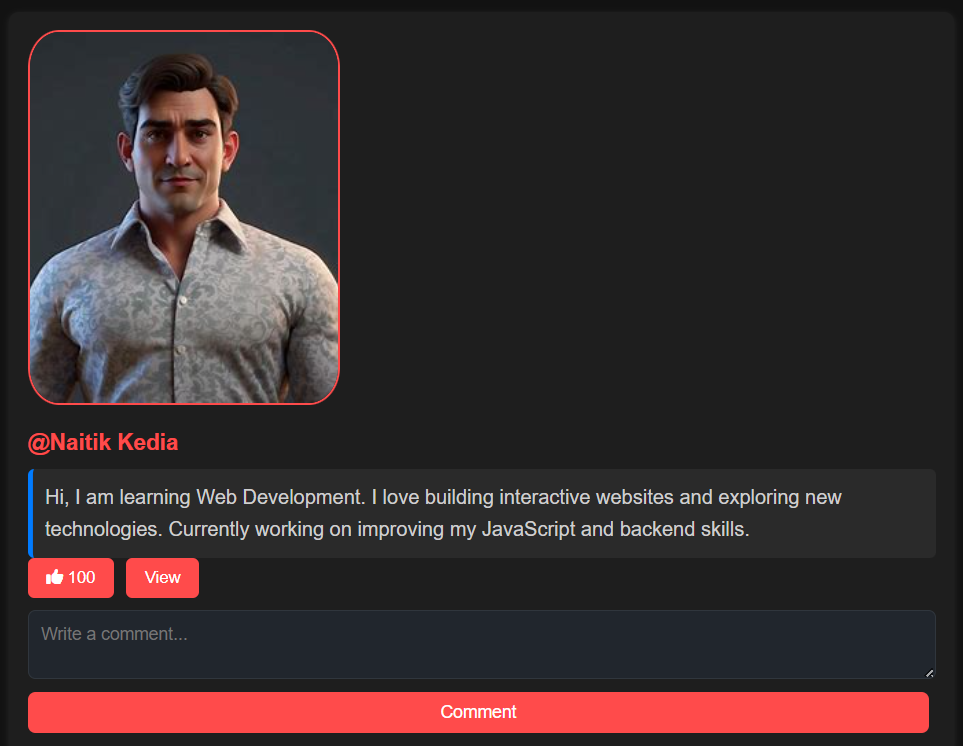 @Naitik Kedia
Hi, I am learning Web Development. I love building interactive websites and exploring new
technologies. Currently working on improving my JavaScript and backend skills.
100 View
Write a comment...
Comment